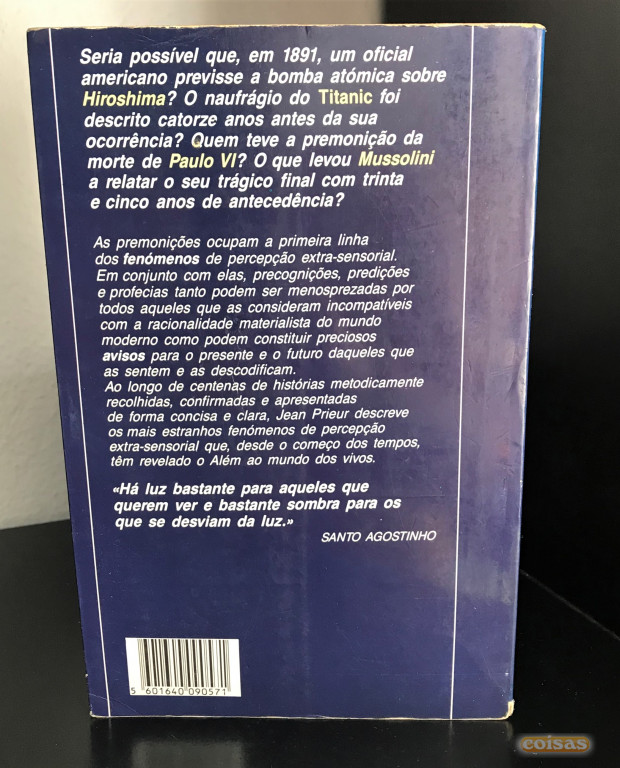 Seria possível que, em 1891, um oficial
americano previsse a bomba atómica sobre
Hiroshima? O naufrágio do Titanic foi
descrito catorze anos antes da sua
ocorrência? Quem teve a premonição da
morte de Paulo VI? O que levou Mussolini
a relatar o seu trágico final com trinta
e cinco anos de antecedência?
As premonições ocupam a primeira linha
dos fenómenos de percepção extra-sensorial.
Em conjunto com elas, precognições, predições
e profecias tanto podem ser menosprezadas por
todos aqueles que as consideram incompatíveis
com a racionalidade materialista do mundo
moderno como podem constituir preciosos
avisos para o presente e o futuro daqueles que
as sentem e as descodificam.
Ao longo de centenas de histórias metodicamente
recolhidas, confirmadas e apresentadas
de forma concisa e clara, Jean Prieur descreve
os mais estranhos fenómenos de percepção
extra-sensorial que, desde o começo dos tempos,
têm revelado o Além ao mundo dos vivos.
«Há luz bastante para aqueles que
querem ver e bastante sombra para os
que se desviam da luz.»
SANTO AGOSTINHO
5 601640 090571
coisas